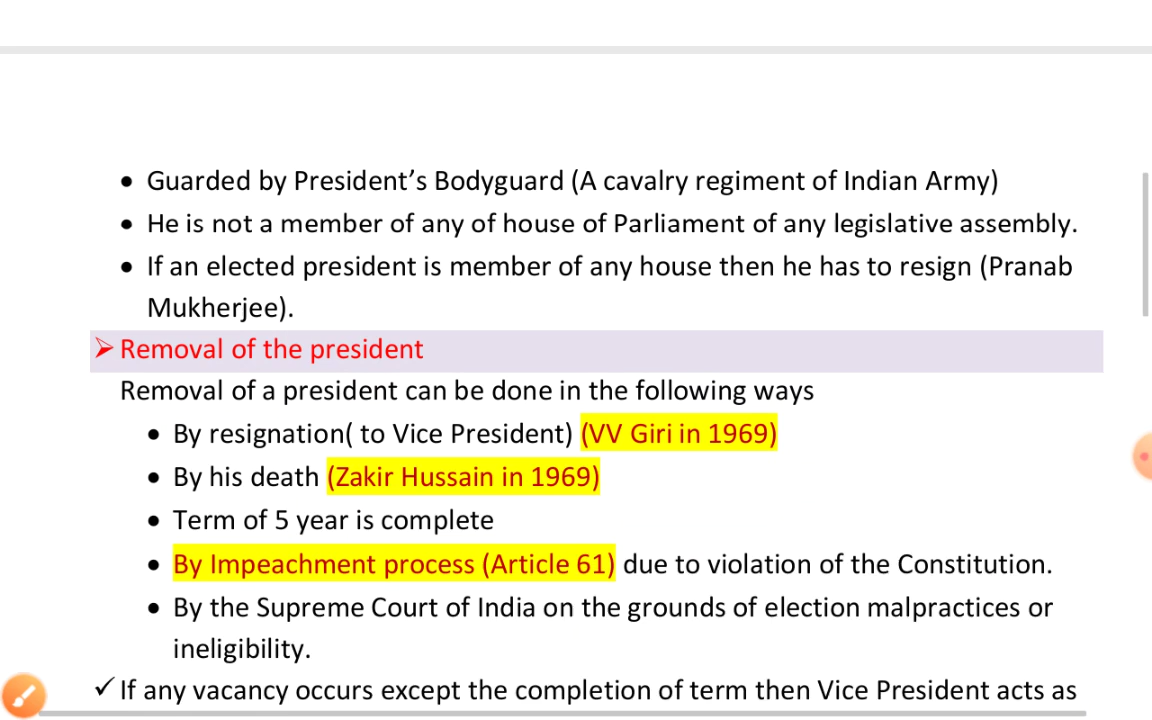 • Guarded by President’s Bodyguard (A cavalry regiment of Indian Army)
• He is not a member of any of house of Parliament of any legislative assembly.
• If an elected president is member of any house then he has to resign (Pranab
Mukherjee).
➢ Removal of the president
Removal of a president can be done in the following ways
• By resignation( to Vice President) (VV Giri in 1969)
• By his death (Zakir Hussain in 1969)
• Term of 5 year is complete
• By Impeachment process (Article 61) due to violation of the Constitution.
• By the Supreme Court of India on the grounds of election malpractices or
ineligibility.
✓ If any vacancy occurs except the completion of term then Vice President acts as